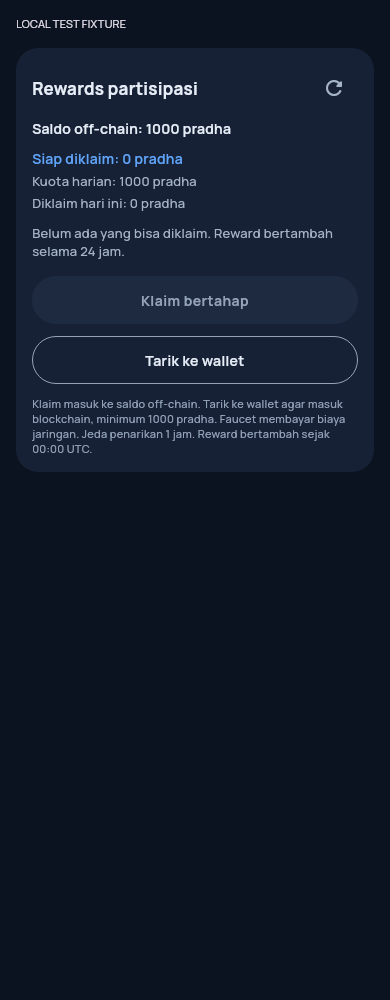 LOCAL TEST FIXTURE
Rewards partisipasi
Saldo off-chain: 1000 pradha
Siap diklaim: 0 pradha
Kuota harian: 1000 pradha
Diklaim hari ini: 0 pradha
Belum ada yang bisa diklaim. Reward bertambah
selama 24 jam.
Klaim bertahap
Tarik ke wallet
Klaim masuk ke saldo off-chain. Tarik ke wallet agar masuk
blockchain, minimum 1000 pradha. Faucet membayar biaya
jaringan. Jeda penarikan 1 jam. Reward bertambah sejak
00:00 UTC.